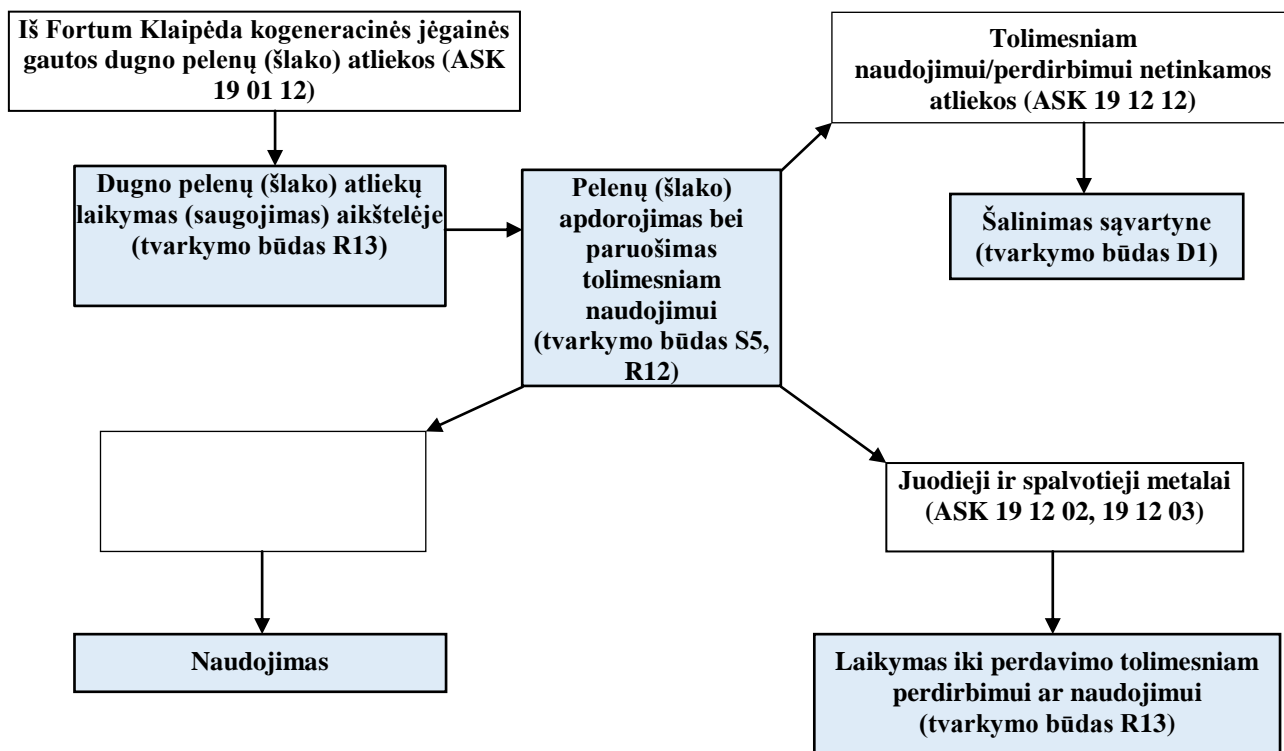 Iš Fortum Klaipėda kogeneracinės jėgainės
gautos dugno pelenų (šlako) atliekos (ASK
19 01 12)
Tolimesniam
naudojimui/perdirbimui netinkamos
atliekos (ASK 19 12 12)
Dugno pelenų (šlako) atliekų
laikymas (saugojimas) aikštelėje
(tvarkymo būdas R13)
Pelenų (šlako)
apdorojimas bei
paruošimas
tolimesniam
naudojimui
(tvarkymo būdas S5,
R12)
Šalinimas sąvartyne
(tvarkymo būdas D1)
Juodieji ir spalvotieji metalai
(ASK 19 12 02, 19 12 03)
Naudojimas
Laikymas iki perdavimo tolimesniam
perdirbimui ar naudojimui
(tvarkymo būdas R13)